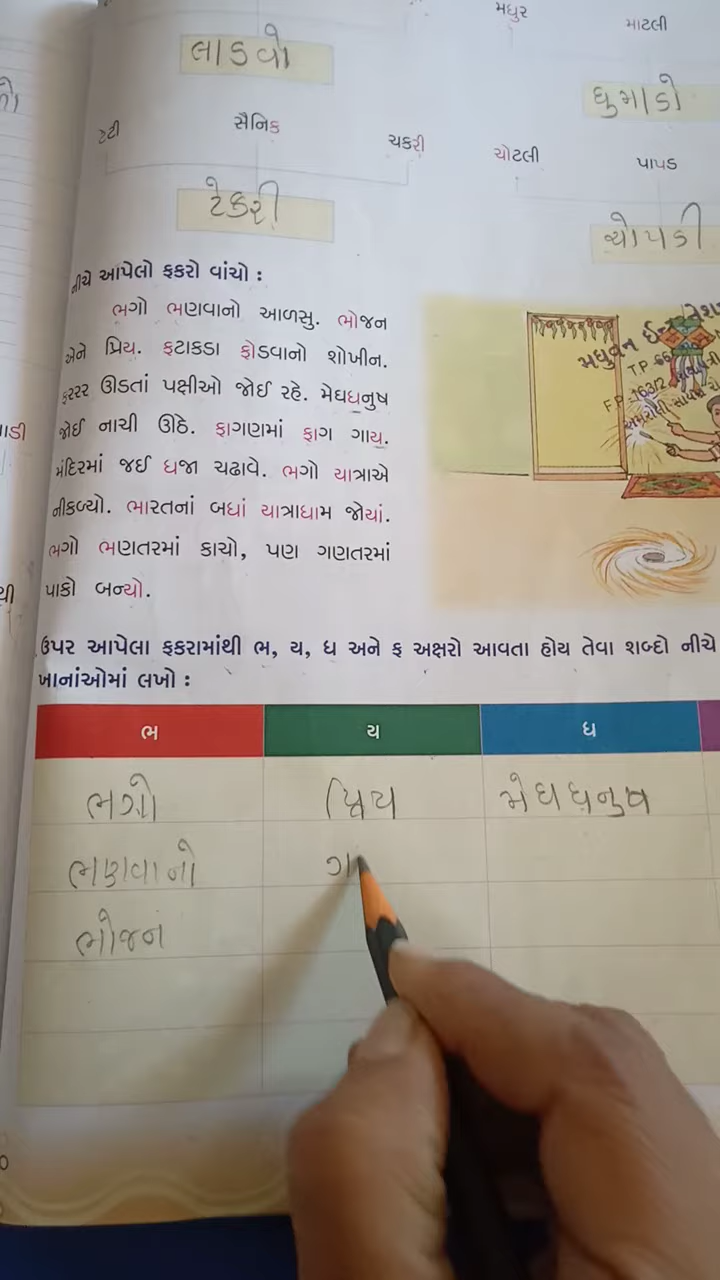 મધુર માટલી
લાડવો
ધુમાડો
ટેટી સૈનિક ચકરી ચોટલી પાપડ
ટેકરી
ચોપડી
નીચે આપેલો ફકરો વાંચો :
ભગો ભણવાનો આળસુ. ભોજન
એને પ્રિય. ફટાકડા ફોડવાનો શોખીન.
ફરરર ઊડતાં પક્ષીઓ જોઈ રહે. મેઘધનુષ
જોઈ નાચી ઊઠે. ફાગણમાં ફાગ ગાય.
મંદિરમાં જઈ ધજા ચઢાવે. ભગો યાત્રાએ
નીકળ્યો. ભારતનાં બધાં યાત્રાધામ જોયાં.
ભગો ભણતરમાં કાચો, પણ ગણતરમાં
પાકો બન્યો.
ઉપર આપેલા ફકરામાંથી ભ, ય, ધ અને ફ અક્ષરો આવતા હોય તેવા શબ્દો નીચે
ખાનાંઓમાં લખો :
ભ ય ધ
ભગો પ્રિય મેઘધનુષ
ભણવાનો ગા
ભોજન